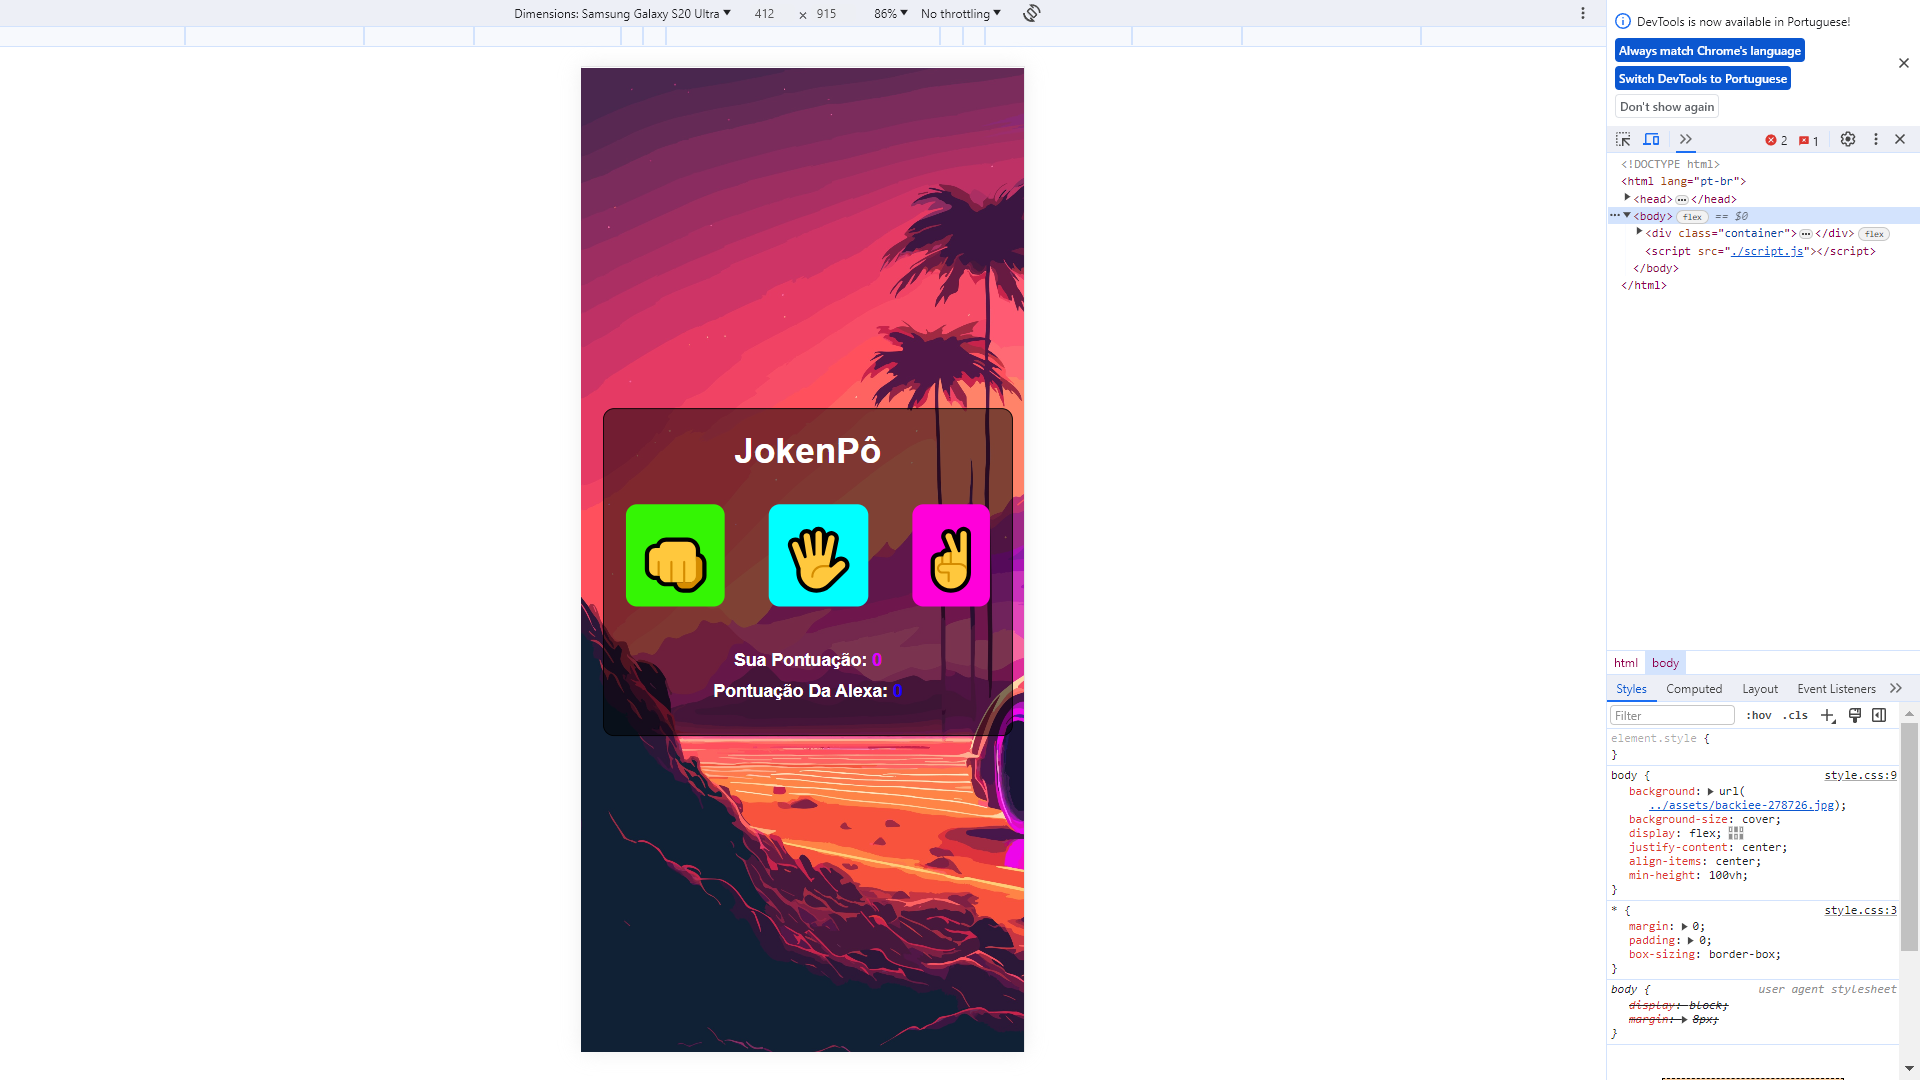 Dimensions: Samsung Galaxy S20 Ultra 412 × 915 86% No throttling
JokenPô
Sua Pontuação: 0
Pontuação Da Alexa: 0
DevTools is now available in Portuguese!
Always match Chrome's language
Switch DevTools to Portuguese
Don't show again
2 1
<!DOCTYPE html>
<html lang="pt-br">
<head> </head>
<body> flex == $0
<div class="container"> </div> flex
<script src="./script.js"></script>
</body>
</html>
html body
Styles Computed Layout Event Listeners
Filter :hov .cls
element.style {
}
body { style.css:9
background: url(
../assets/backiee-278726.jpg);
background-size: cover;
display: flex;
justify-content: center;
align-items: center;
min-height: 100vh;
}
* { style.css:3
margin: 0;
padding: 0;
box-sizing: border-box;
}
body { user agent stylesheet
display: block;
margin: 8px;
}